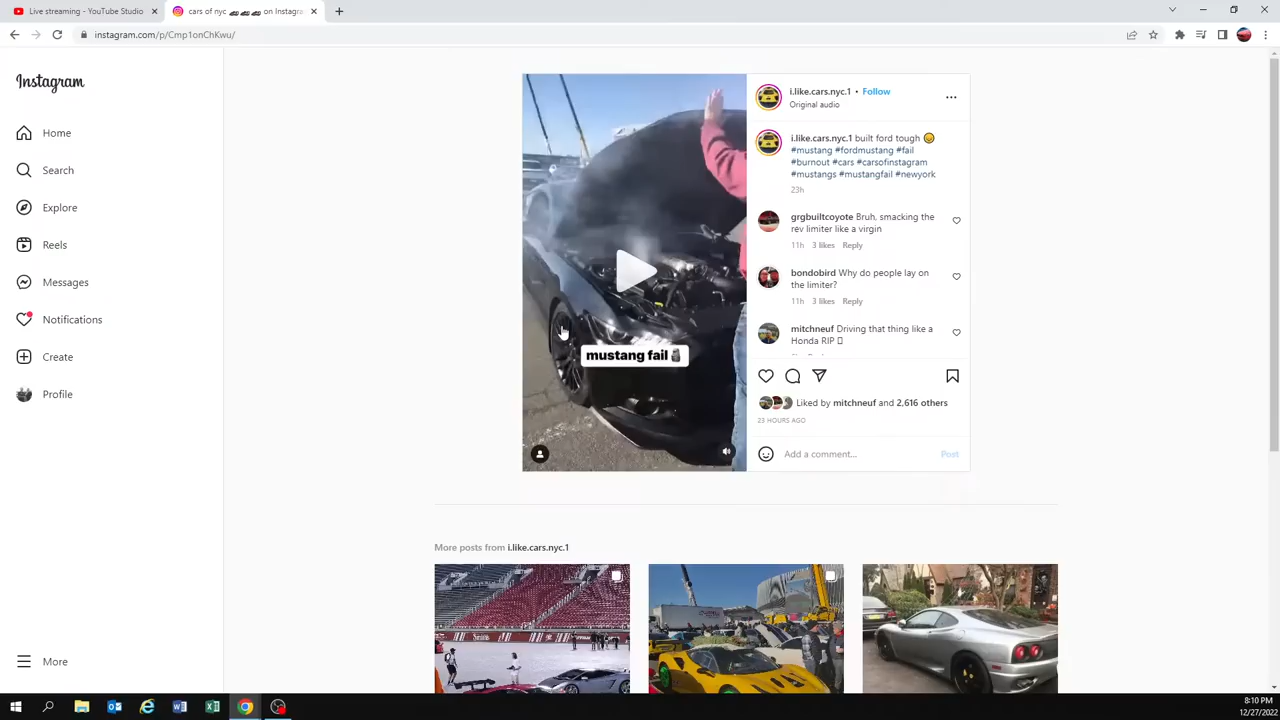 Live streaming - YouTube Studio
cars of nyc 🏎🏎🏎 on Instagra
instagram.com/p/Cmp1onChKwu/
Instagram
Home
Search
Explore
Reels
Messages
Notifications
Create
Profile
More
mustang fail🗿
i.like.cars.nyc.1 • Follow
Original audio
i.like.cars.nyc.1 built ford tough
#mustang #fordmustang #fail
#burnout #cars #carsofinstagram
#mustangs #mustangfail #newyork
23h
grgbuiltcoyote Bruh, smacking the
rev limiter like a virgin
11h 3 likes Reply
bondobird Why do people lay on
the limiter?
11h 3 likes Reply
mitchneuf Driving that thing like a
Honda RIP
Liked by mitchneuf and 2,616 others
23 HOURS AGO
Add a comment... Post
More posts from i.like.cars.nyc.1
8:10 PM
12/27/2022